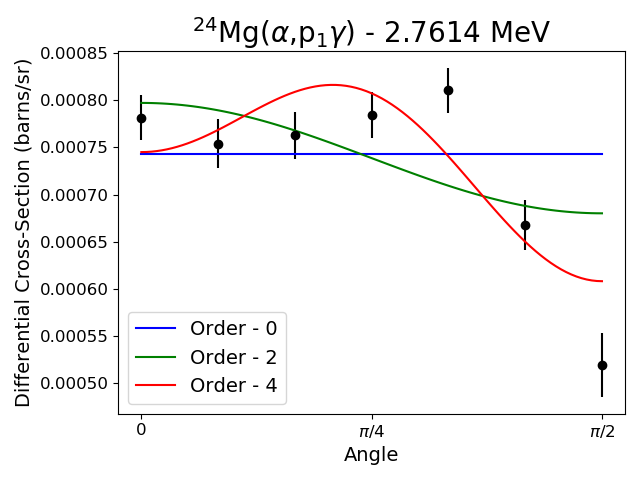 ²⁴Mg(α,p₁γ) - 2.7614 MeV
Differential Cross-Section (barns/sr)
0.00085
0.00080
0.00075
0.00070
0.00065
0.00060
0.00055
0.00050
Order - 0
Order - 2
Order - 4
0
π/4
π/2
Angle